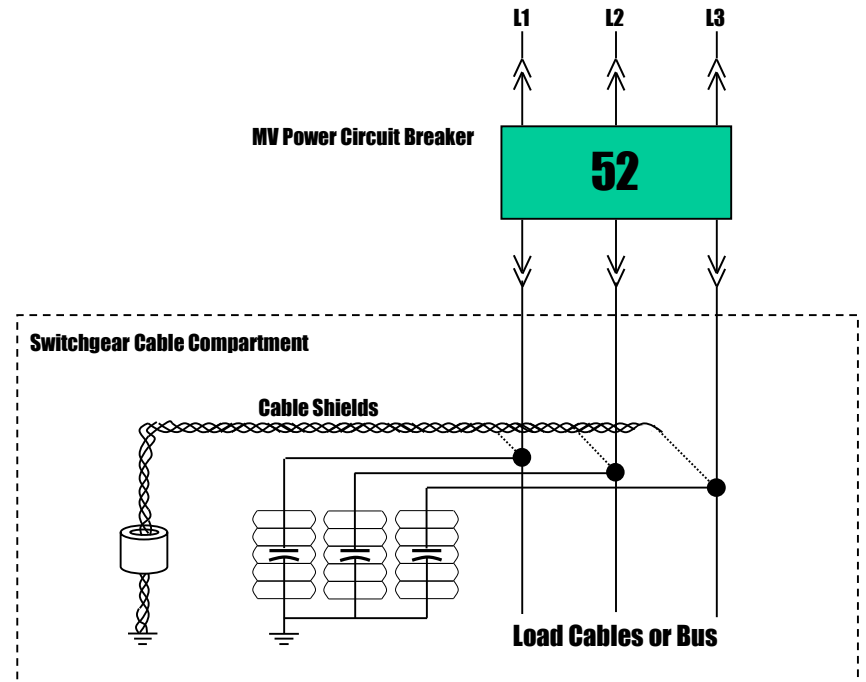 L1 L2 L3
MV Power Circuit Breaker
52
Switchgear Cable Compartment
Cable Shields
Load Cables or Bus